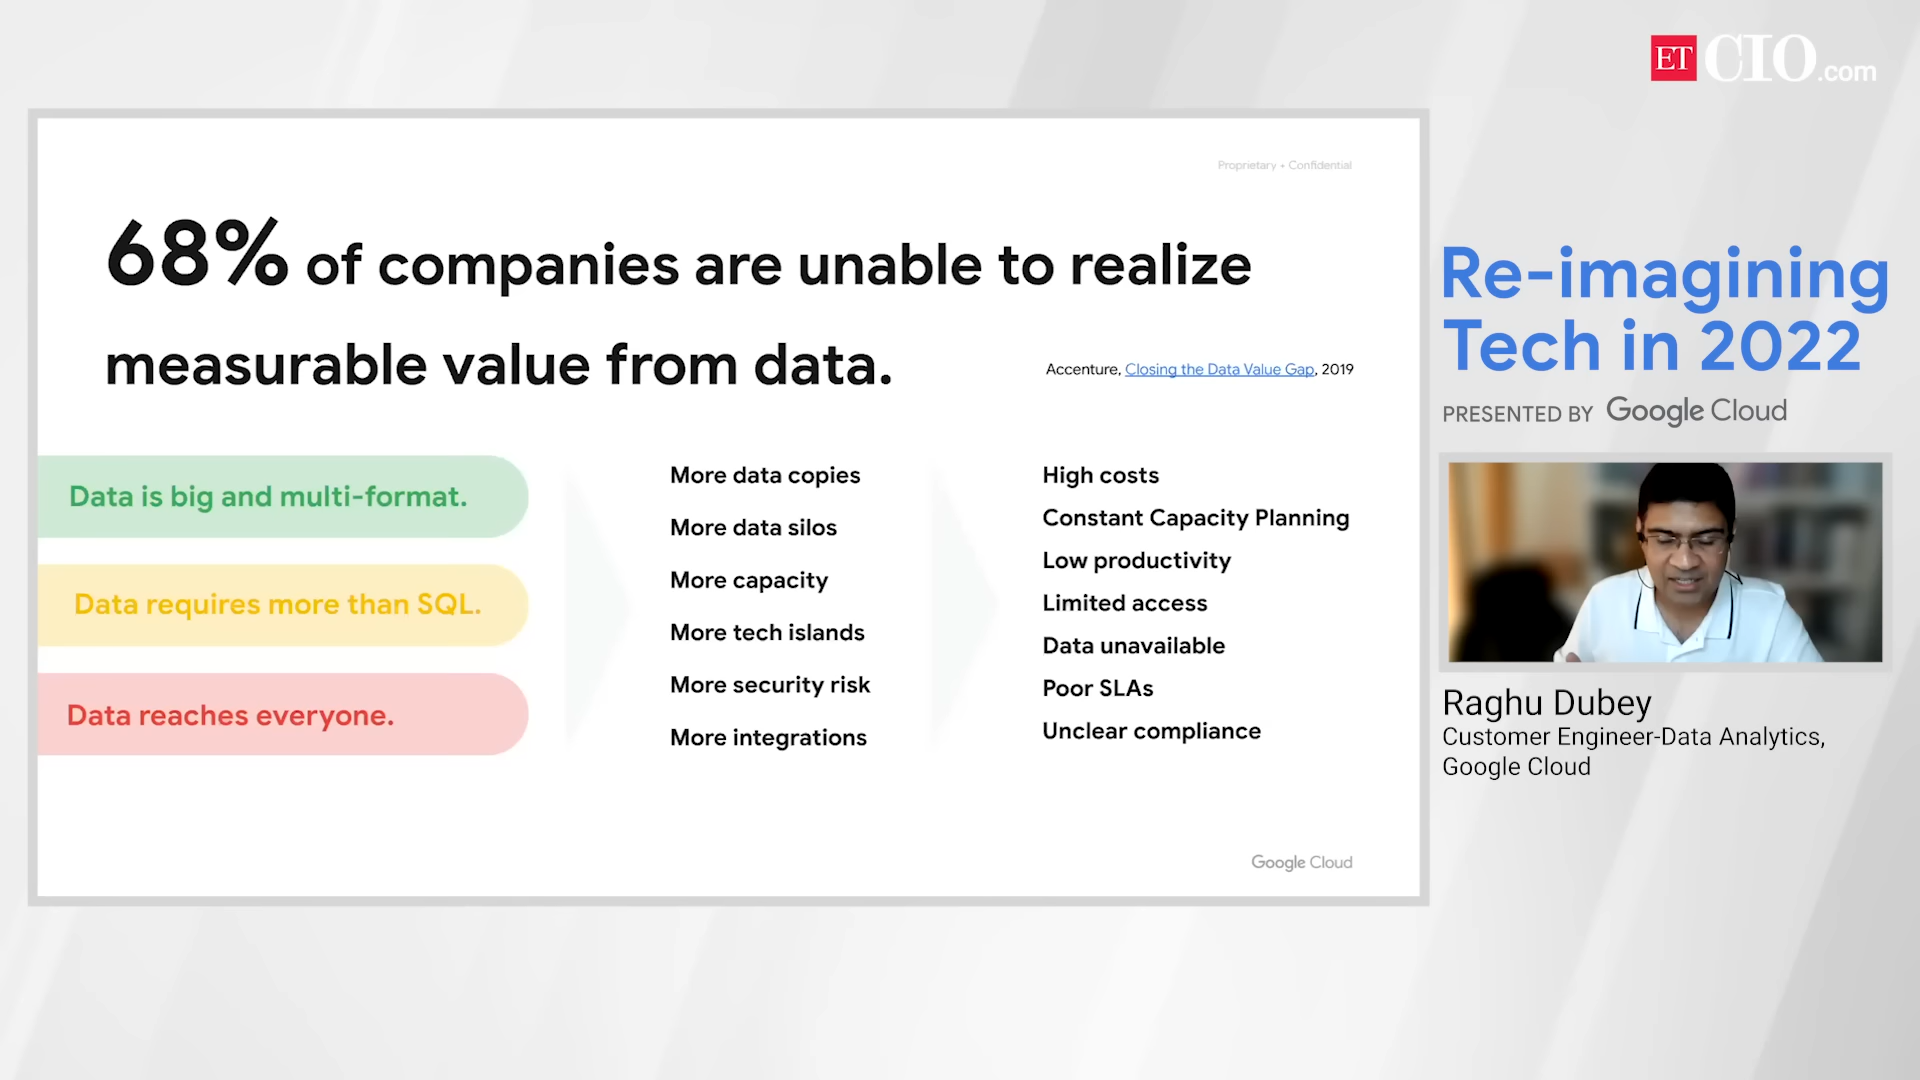 ET CIO.com
Proprietary + Confidential
68% of companies are unable to realize
measurable value from data.
Accenture, Closing the Data Value Gap, 2019
Data is big and multi-format.
Data requires more than SQL.
Data reaches everyone.
More data copies
More data silos
More capacity
More tech islands
More security risk
More integrations
High costs
Constant Capacity Planning
Low productivity
Limited access
Data unavailable
Poor SLAs
Unclear compliance
Google Cloud
Re-imagining
Tech in 2022
PRESENTED BY Google Cloud
Raghu Dubey
Customer Engineer-Data Analytics,
Google Cloud